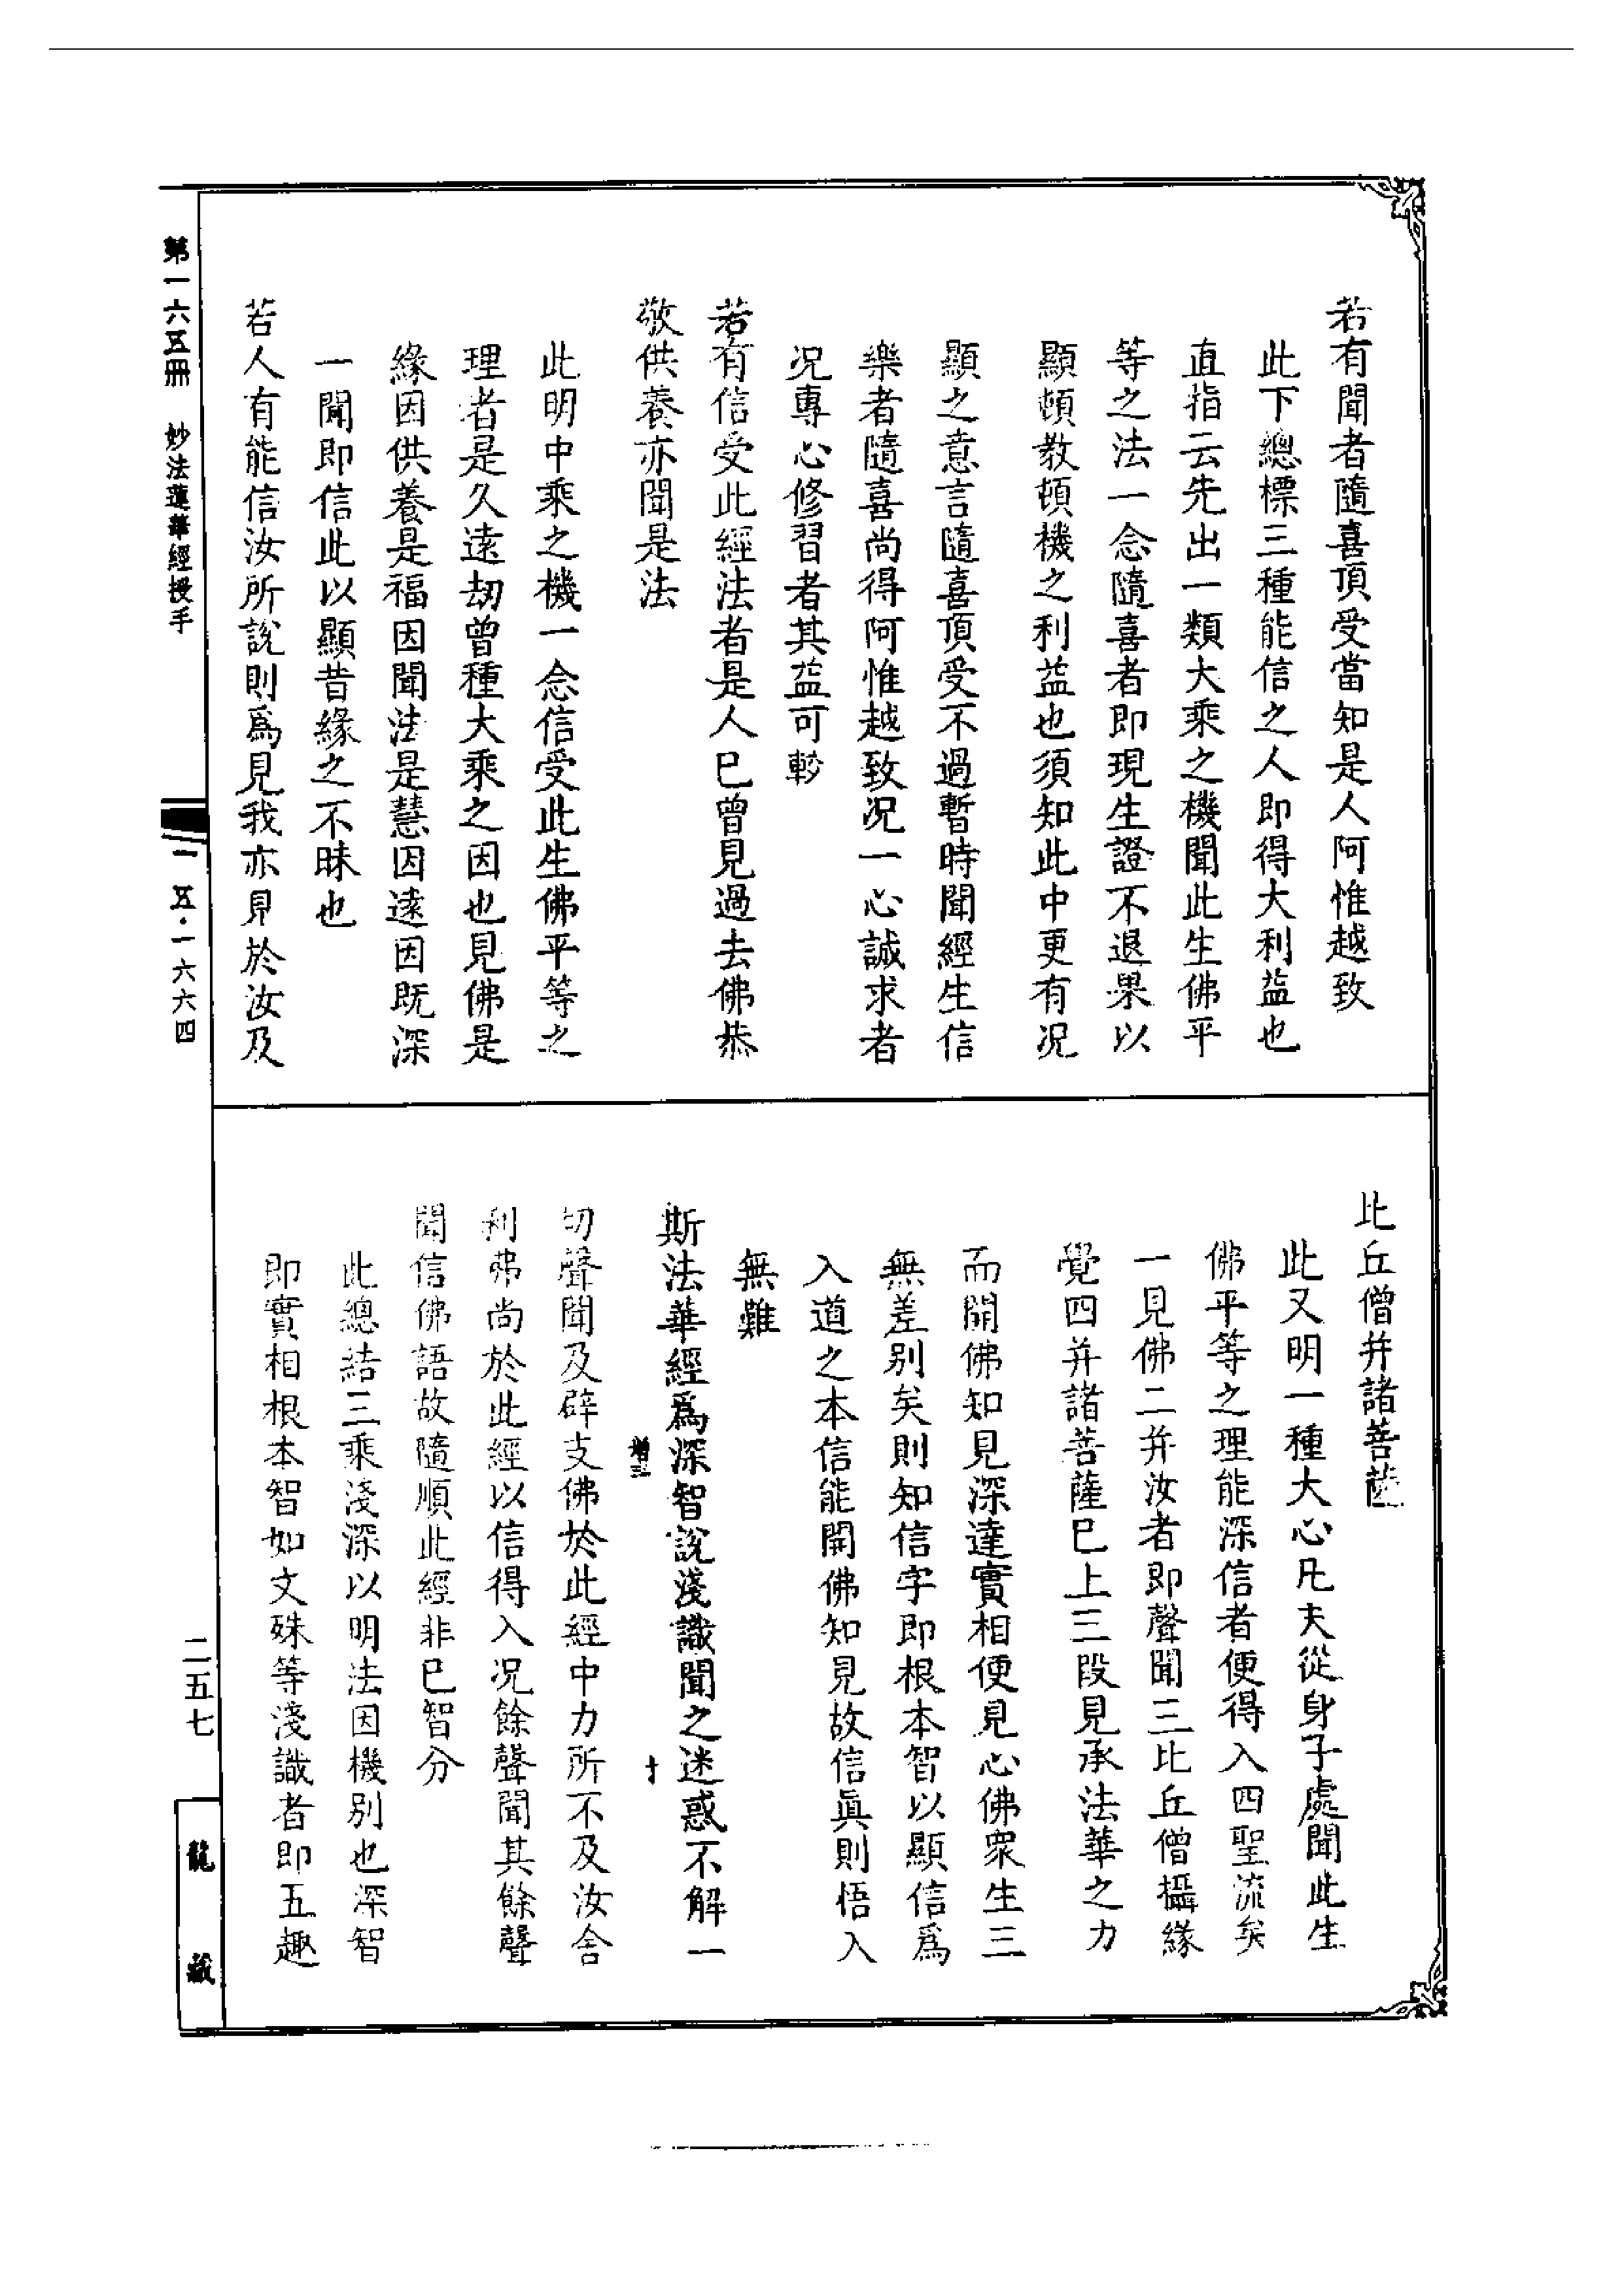 若有聞者隨喜頂受當知是人阿惟越致
此下總標三種能信之人即得大利益也
直指云先出一類大乘之機聞此生佛平
等之法一念隨喜者即現生證不退果以
顯頓教頓機之利益也須知此中更有况
顯之意言隨喜頂受不過暫時聞經生信
樂者隨喜尚得阿惟越致况一心誠求者
况專心修習者其益可較
若有信受此經法者是人已曾見過去佛恭
敬供養亦聞是法
此明中乘之機一念信受此生佛平等之
理者是久遠劫曾種大乘之因也見佛是
緣因供養是福因聞法是慧因遠因既深
一聞即信此以顯昔緣之不昧也
若人有能信汝所說則爲見我亦見於汝及
比丘僧并諸菩薩
此又明一種大心凡夫從身子處聞此生
佛平等之理能深信者便得入四聖流矣
一見佛二并汝者即聲聞三比丘僧攝緣
覺四并諸菩薩已上三段見承法華之力
而開佛知見深達實相便見心佛衆生三
無差别矣則知信字即根本智以顯信爲
入道之本信能開佛知見故信眞則悟入
無難
斯法華經爲深智說淺識聞之迷惑不解一
切聲聞及辟支佛於此經中力所不及汝舍
利弗尚於此經以信得入况餘聲聞其餘聲
聞信佛語故隨順此經非已智分
此總結三乘淺深以明法因機别也深智
即實相根本智如文殊等淺識者即五趣
增三
十
第一六五冊　妙法蓮華經授手
一五·一六六四
二五七
龍藏